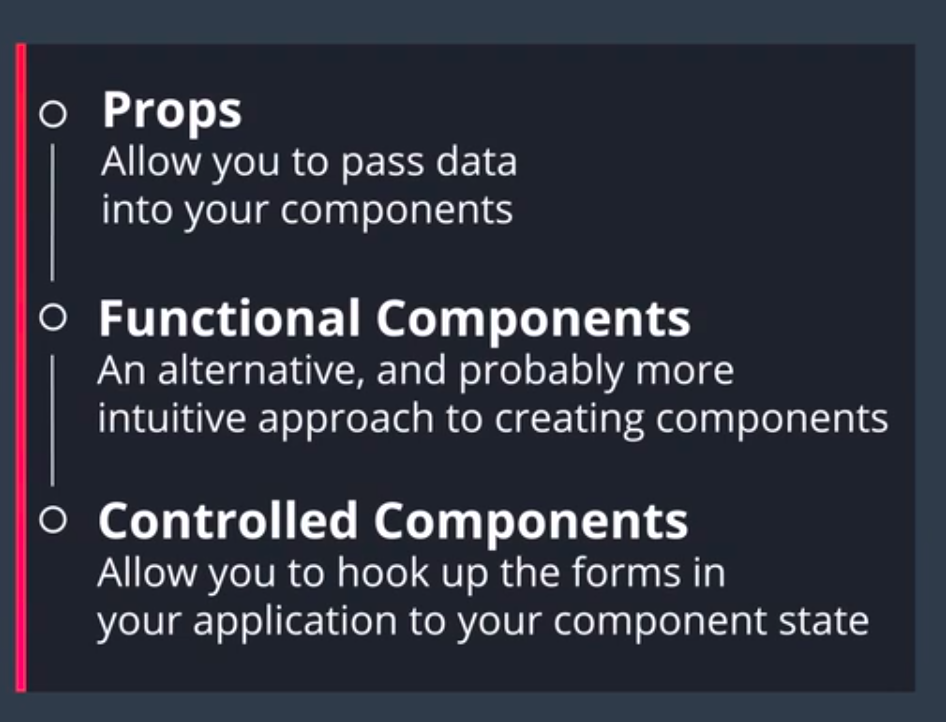 Props
Allow you to pass data
into your components
Functional Components
An alternative, and probably more
intuitive approach to creating components
Controlled Components
Allow you to hook up the forms in
your application to your component state